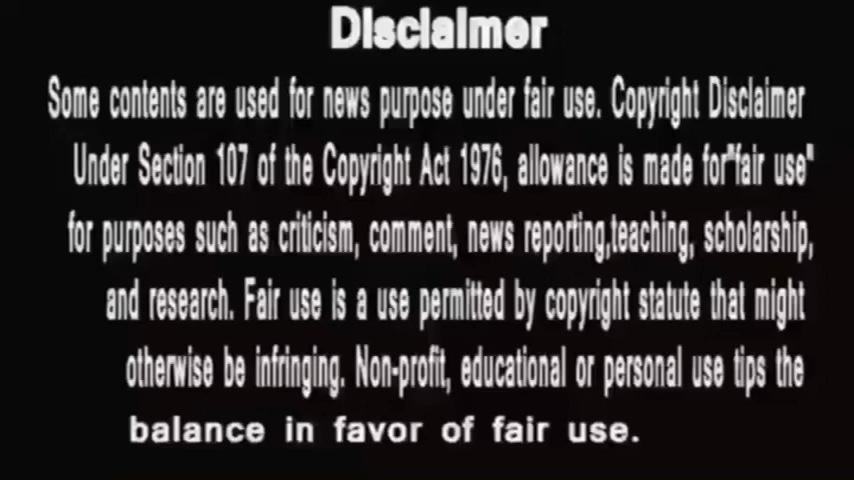 Disclaimer
Some contents are used for news purpose under fair use. Copyright Disclaimer
Under Section 107 of the Copyright Act 1976, allowance is made for"fair use"
for purposes such as criticism, comment, news reporting,teaching, scholarship,
and research. Fair use is a use permitted by copyright statute that might
otherwise be infringing. Non-profit, educational or personal use tips the
balance in favor of fair use.